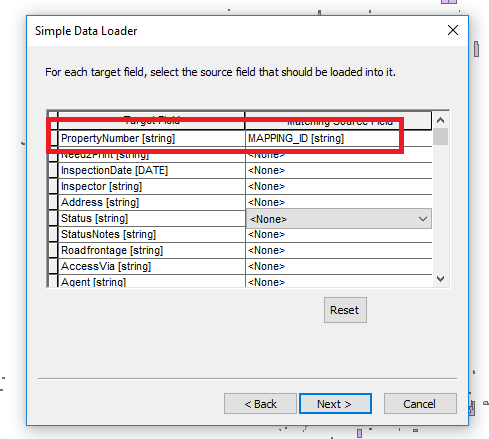 Simple Data Loader
For each target field, select the source field that should be loaded into it.
Target Field Matching Source Field
PropertyNumber [string] MAPPING_ID [string]
Need2Print [string] <None>
InspectionDate [DATE] <None>
Inspector [string] <None>
Address [string] <None>
Status [string] <None>
StatusNotes [string] <None>
Roadfrontage [string] <None>
AccessVia [string] <None>
Agent [string] <None>
Reset
< Back Next > Cancel